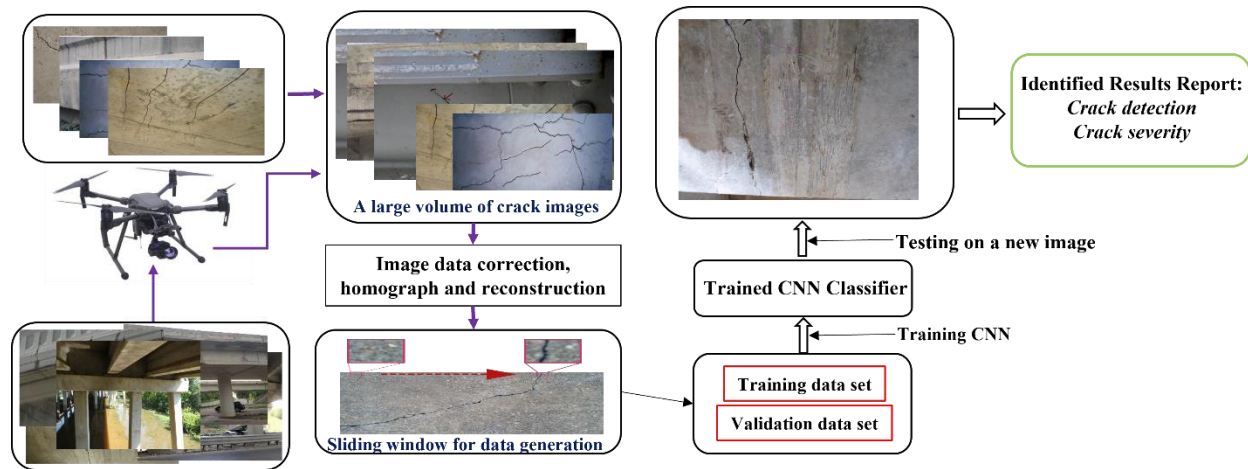 A large volume of crack images
Image data correction,
homograph and reconstruction
Sliding window for data generation
Training data set
Validation data set
Training CNN
Trained CNN Classifier
Testing on a new image
Identified Results Report:
Crack detection
Crack severity